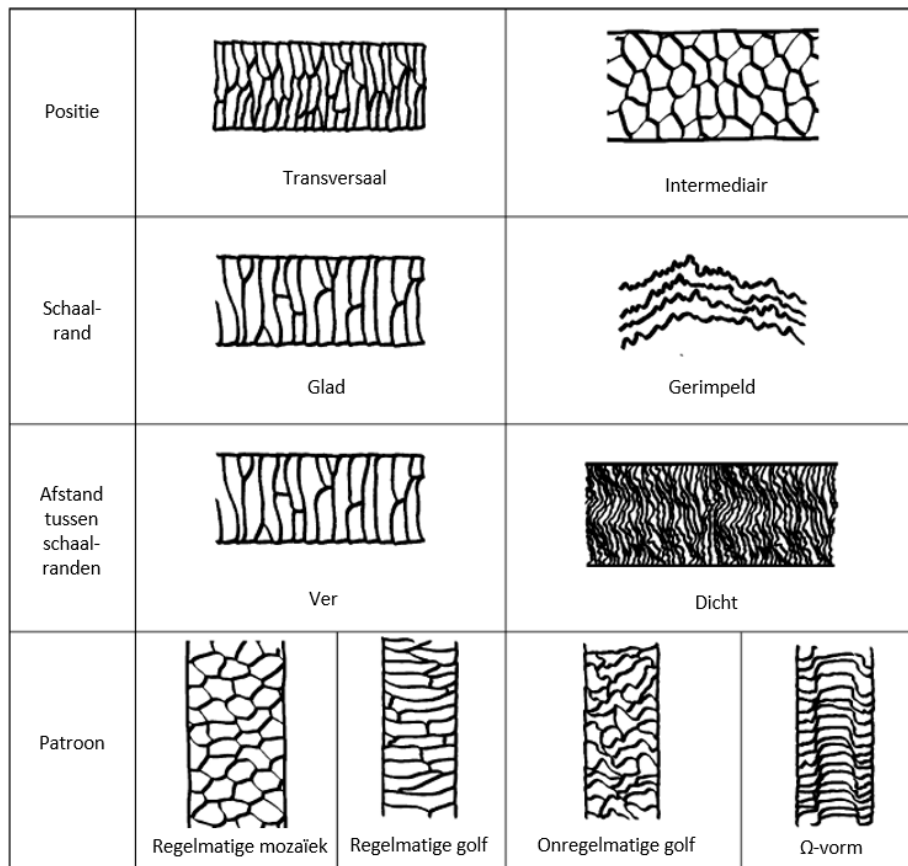 Positie
Transversaal
Intermediair
Schaal-
rand
Glad
Gerimpeld
Afstand
tussen
schaal-
randen
Ver
Dicht
Patroon
Regelmatige mozaïek
Regelmatige golf
Onregelmatige golf
Ω-vorm